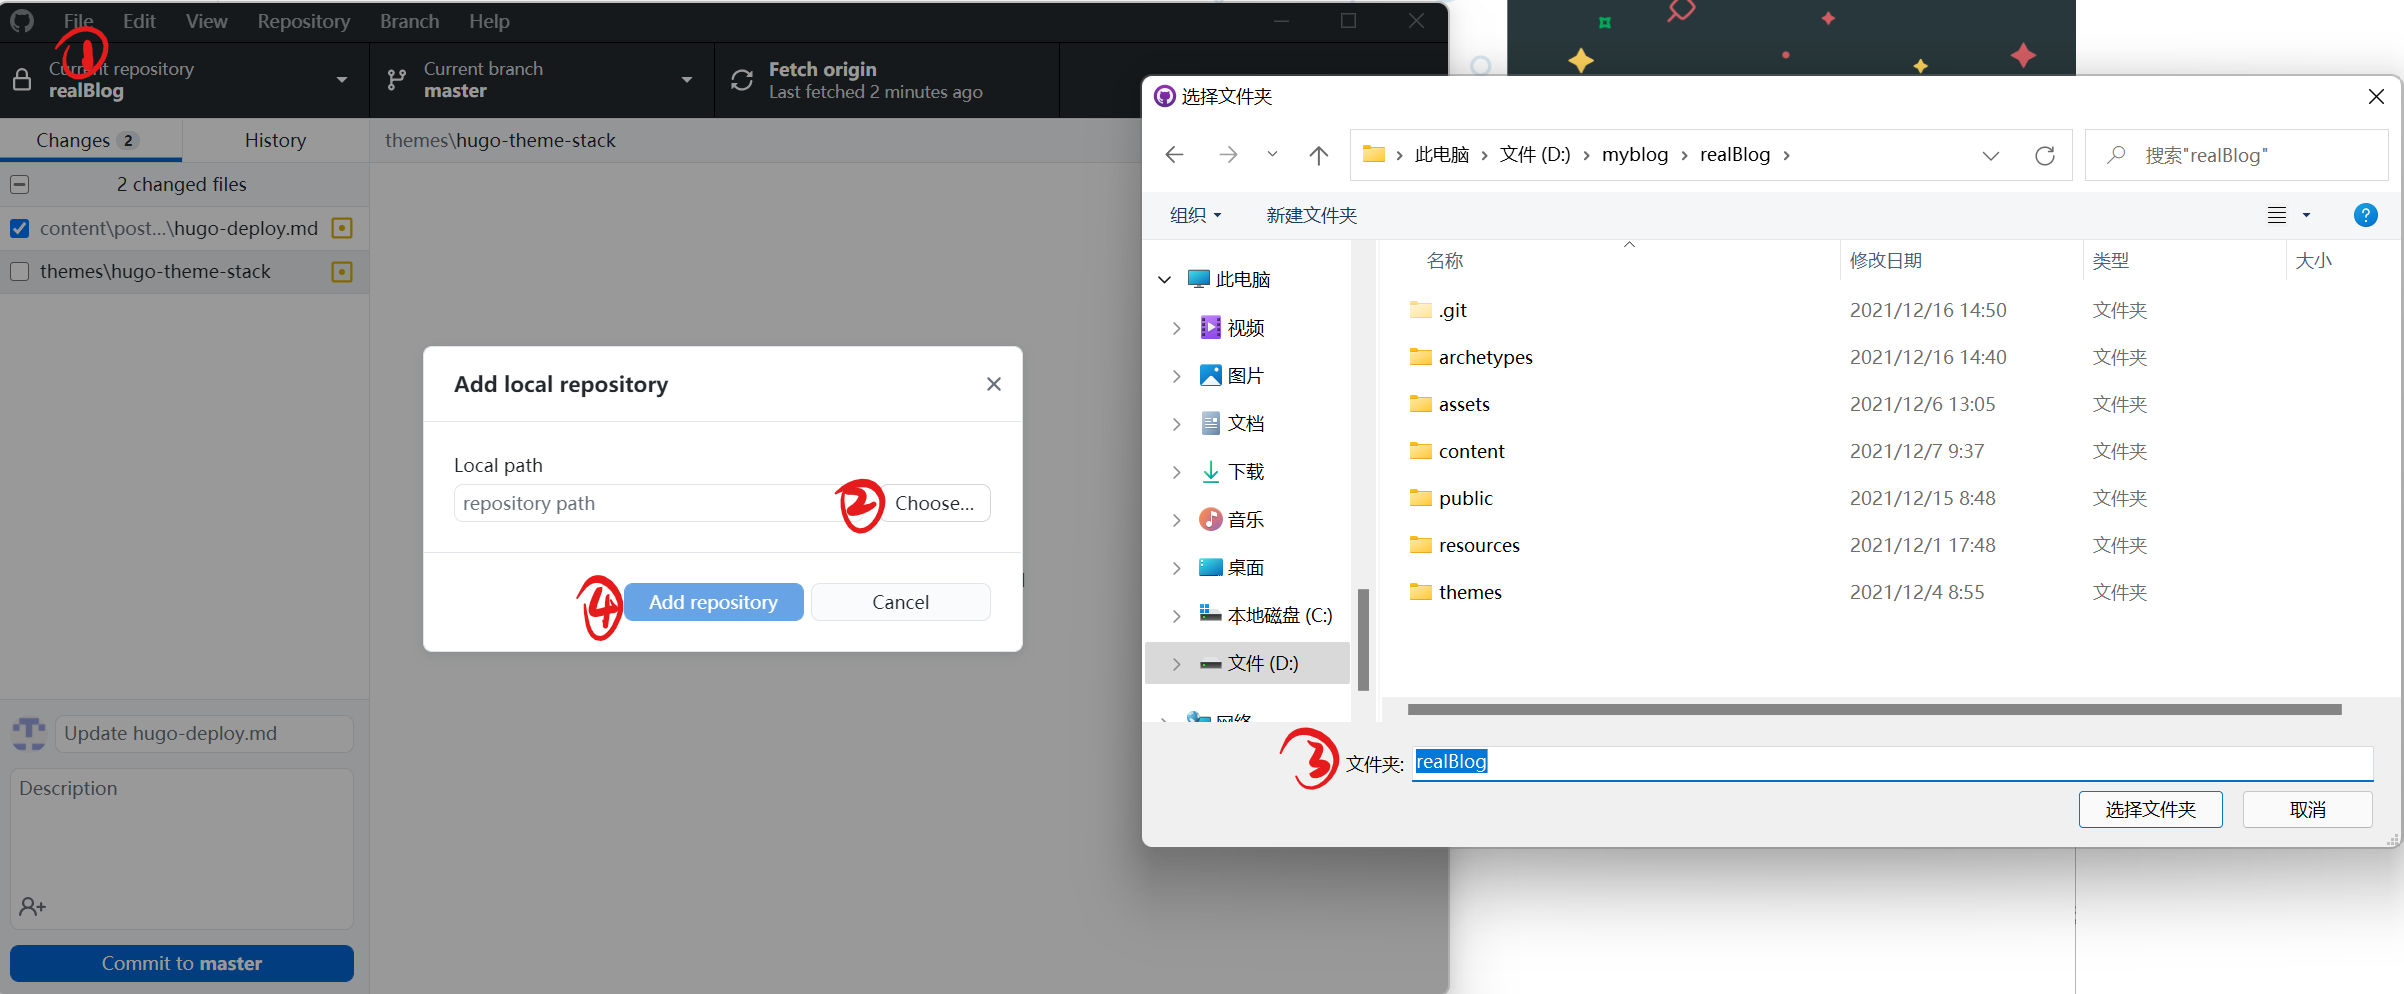 File Edit View Repository Branch Help
①
Current repository
realBlog
Current branch
master
Fetch origin
Last fetched 2 minutes ago
Changes 2
History
themes\hugo-theme-stack
2 changed files
content\post...\hugo-deploy.md
themes\hugo-theme-stack
Add local repository
Local path
repository path
②
Choose...
④
Add repository
Cancel
Update hugo-deploy.md
Description
Commit to master
选择文件夹
此电脑 › 文件 (D:) › myblog › realBlog ›
搜索"realBlog"
组织
新建文件夹
此电脑
视频
图片
文档
下载
音乐
桌面
本地磁盘 (C:)
文件 (D:)
网络
名称 修改日期 类型 大小
.git 2021/12/16 14:50 文件夹
archetypes 2021/12/16 14:40 文件夹
assets 2021/12/6 13:05 文件夹
content 2021/12/7 9:37 文件夹
public 2021/12/15 8:48 文件夹
resources 2021/12/1 17:48 文件夹
themes 2021/12/4 8:55 文件夹
③
文件夹: realBlog
选择文件夹
取消